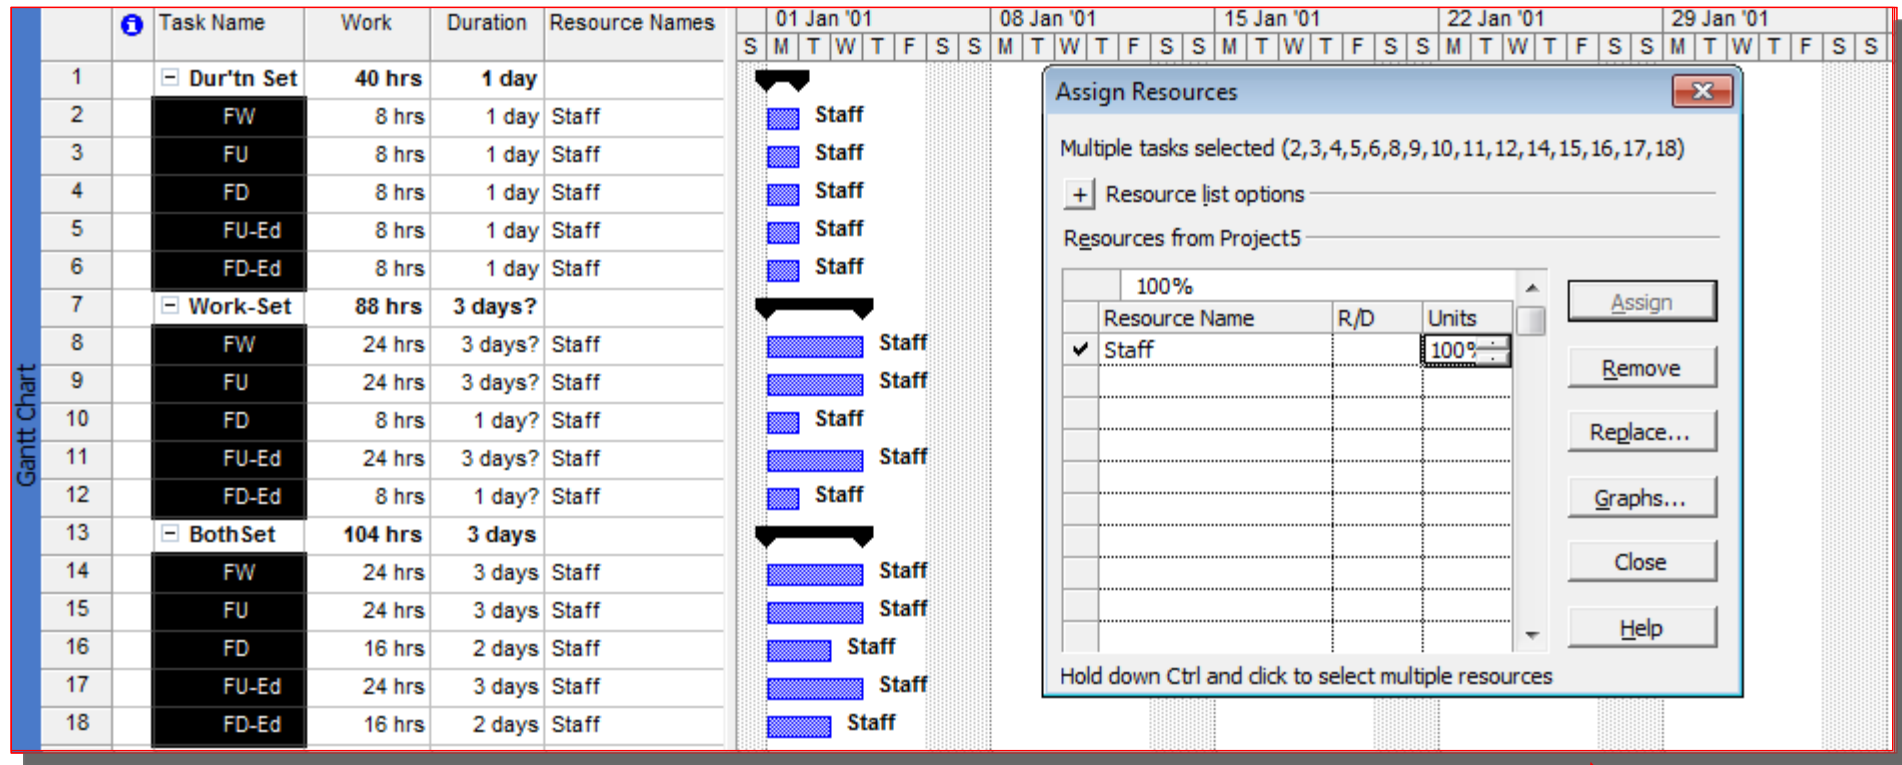 Task Name Work Duration Resource Names 01 Jan '01 08 Jan '01 15 Jan '01 22 Jan '01 29 Jan '01
S M T W T F S S M T W T F S S M T W T F S S M T W T F S S M T W T F S S
1 Dur'tn Set 40 hrs 1 day
2 FW 8 hrs 1 day Staff Staff
3 FU 8 hrs 1 day Staff Staff
4 FD 8 hrs 1 day Staff Staff
5 FU-Ed 8 hrs 1 day Staff Staff
6 FD-Ed 8 hrs 1 day Staff Staff
7 Work-Set 88 hrs 3 days?
8 FW 24 hrs 3 days? Staff Staff
9 FU 24 hrs 3 days? Staff Staff
10 FD 8 hrs 1 day? Staff Staff
11 FU-Ed 24 hrs 3 days? Staff Staff
12 FD-Ed 8 hrs 1 day? Staff Staff
13 BothSet 104 hrs 3 days
14 FW 24 hrs 3 days Staff Staff
15 FU 24 hrs 3 days Staff Staff
16 FD 16 hrs 2 days Staff Staff
17 FU-Ed 24 hrs 3 days Staff Staff
18 FD-Ed 16 hrs 2 days Staff Staff
Gantt Chart
Assign Resources
Multiple tasks selected (2,3,4,5,6,8,9,10,11,12,14,15,16,17,18)
+ Resource list options
Resources from Project5
100%
Resource Name R/D Units
Staff 100%
Assign
Remove
Replace...
Graphs...
Close
Help
Hold down Ctrl and click to select multiple resources